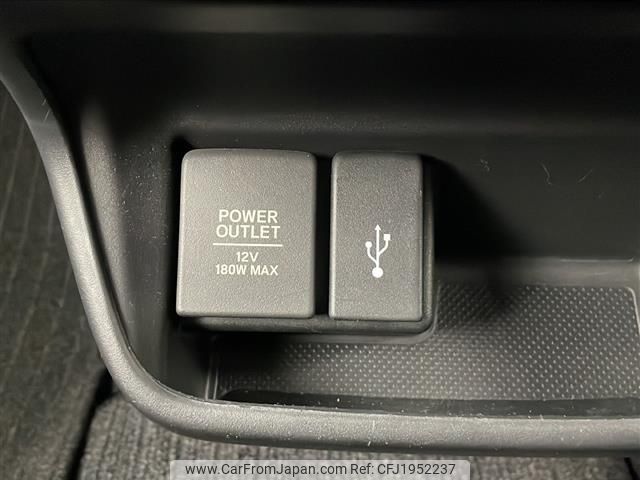 POWER
OUTLET
12V
180W MAX
www.CarFromJapan.com Ref:CFJ1952237